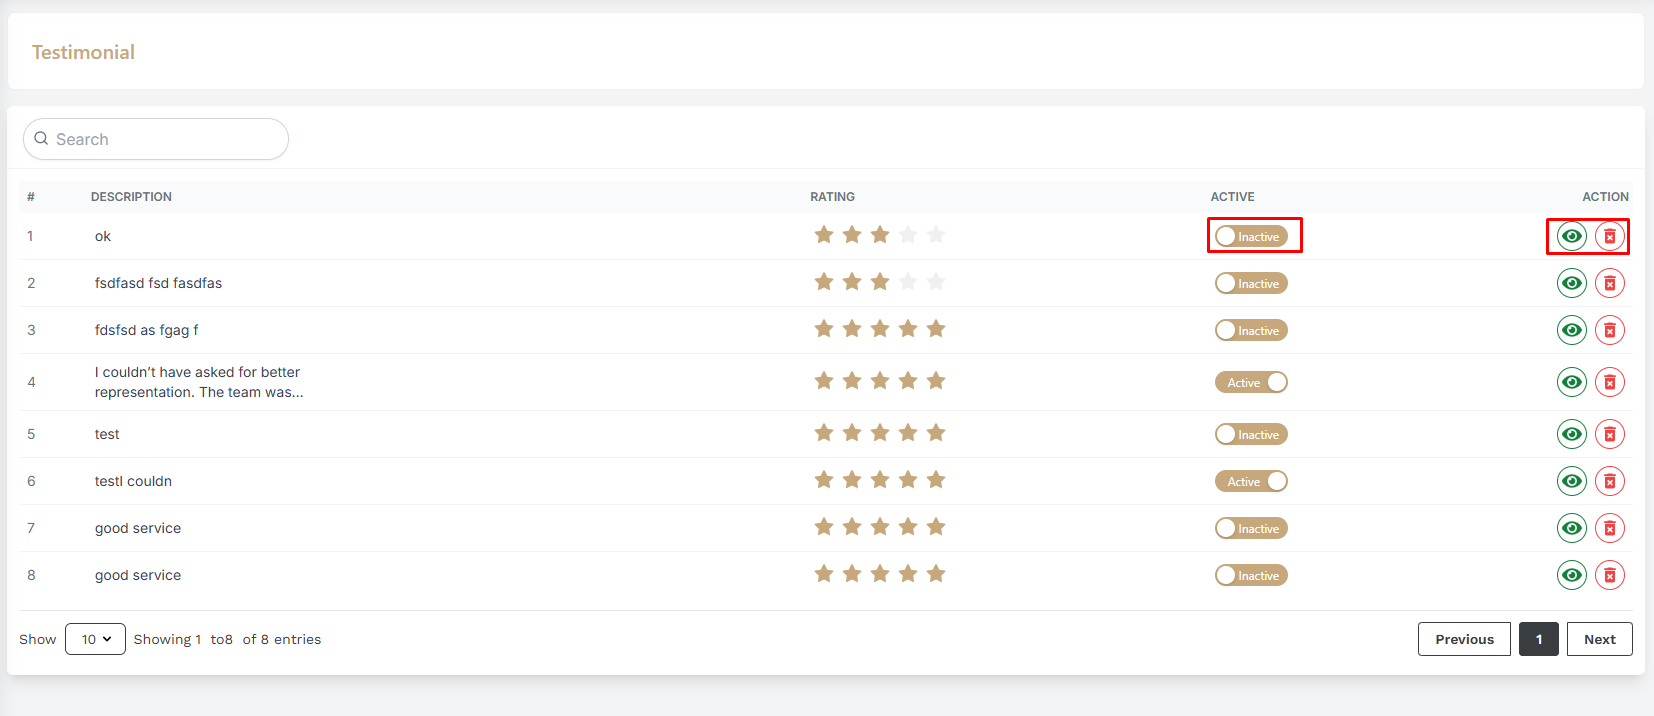 Testimonial
Search
# DESCRIPTION RATING ACTIVE ACTION
1 ok Inactive
2 fsdfasd fsd fasdfas Inactive
3 fdsfsd as fgag f Inactive
4 I couldn’t have asked for better
representation. The team was... Active
5 test Inactive
6 testI couldn Active
7 good service Inactive
8 good service Inactive
Show 10 Showing 1 to8 of 8 entries Previous 1 Next